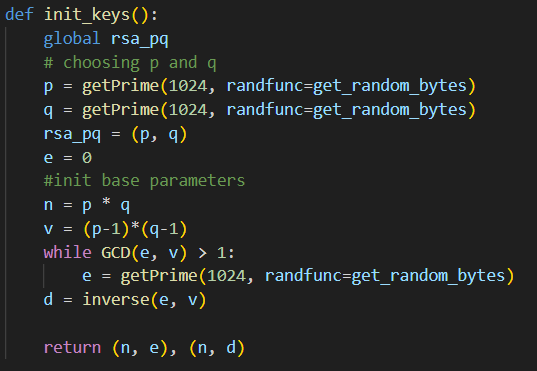 def init_keys():
    global rsa_pq
    # choosing p and q
    p = getPrime(1024, randfunc=get_random_bytes)
    q = getPrime(1024, randfunc=get_random_bytes)
    rsa_pq = (p, q)
    e = 0
    #init base parameters
    n = p * q
    v = (p-1)*(q-1)
    while GCD(e, v) > 1:
        e = getPrime(1024, randfunc=get_random_bytes)
    d = inverse(e, v)

    return (n, e), (n, d)